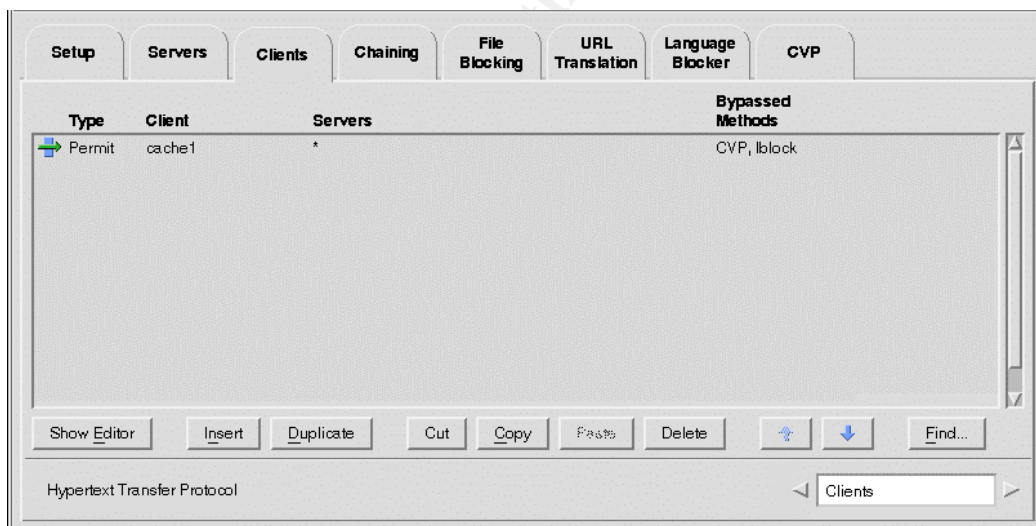 Setup
Servers
Clients
Chaining
File
Blocking
URL
Translation
Language
Blocker
CVP
Type
Client
Servers
Bypassed
Methods
Permit
cache1
*
CVP, lblock
Show Editor
Insert
Duplicate
Cut
Copy
Paste
Delete
Find...
Hypertext Transfer Protocol
Clients